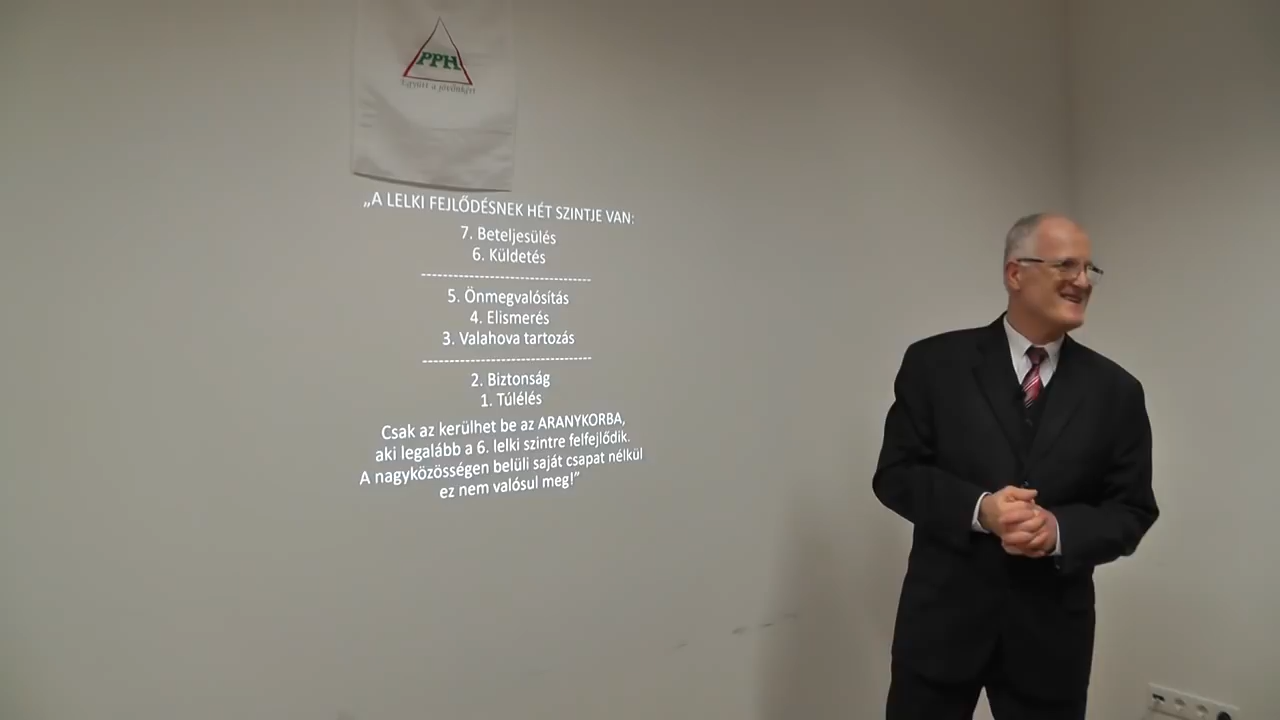 PPH
Együtt a jövőnkért
„A LELKI FEJLŐDÉSNEK HÉT SZINTJE VAN:
7. Beteljesülés
6. Küldetés
--------------------------------
5. Önmegvalósítás
4. Elismerés
3. Valahova tartozás
--------------------------------
2. Biztonság
1. Túlélés
Csak az kerülhet be az ARANYKORBA,
aki legalább a 6. lelki szintre felfejlődik.
A nagyközösségen belüli saját csapat nélkül
ez nem valósul meg!”